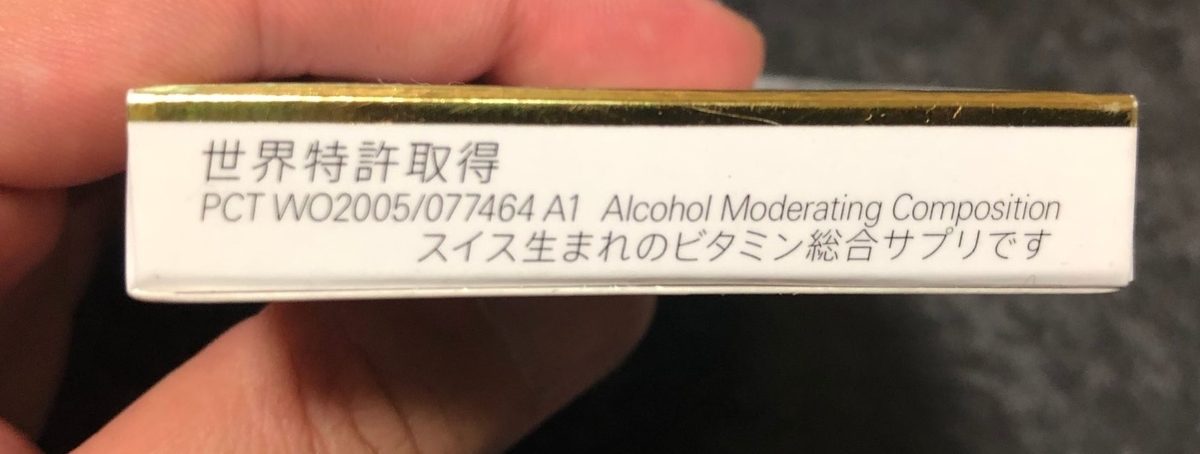 世界特許取得
PCT WO2005/077464 A1 Alcohol Moderating Composition
スイス生まれのビタミン総合サプリです